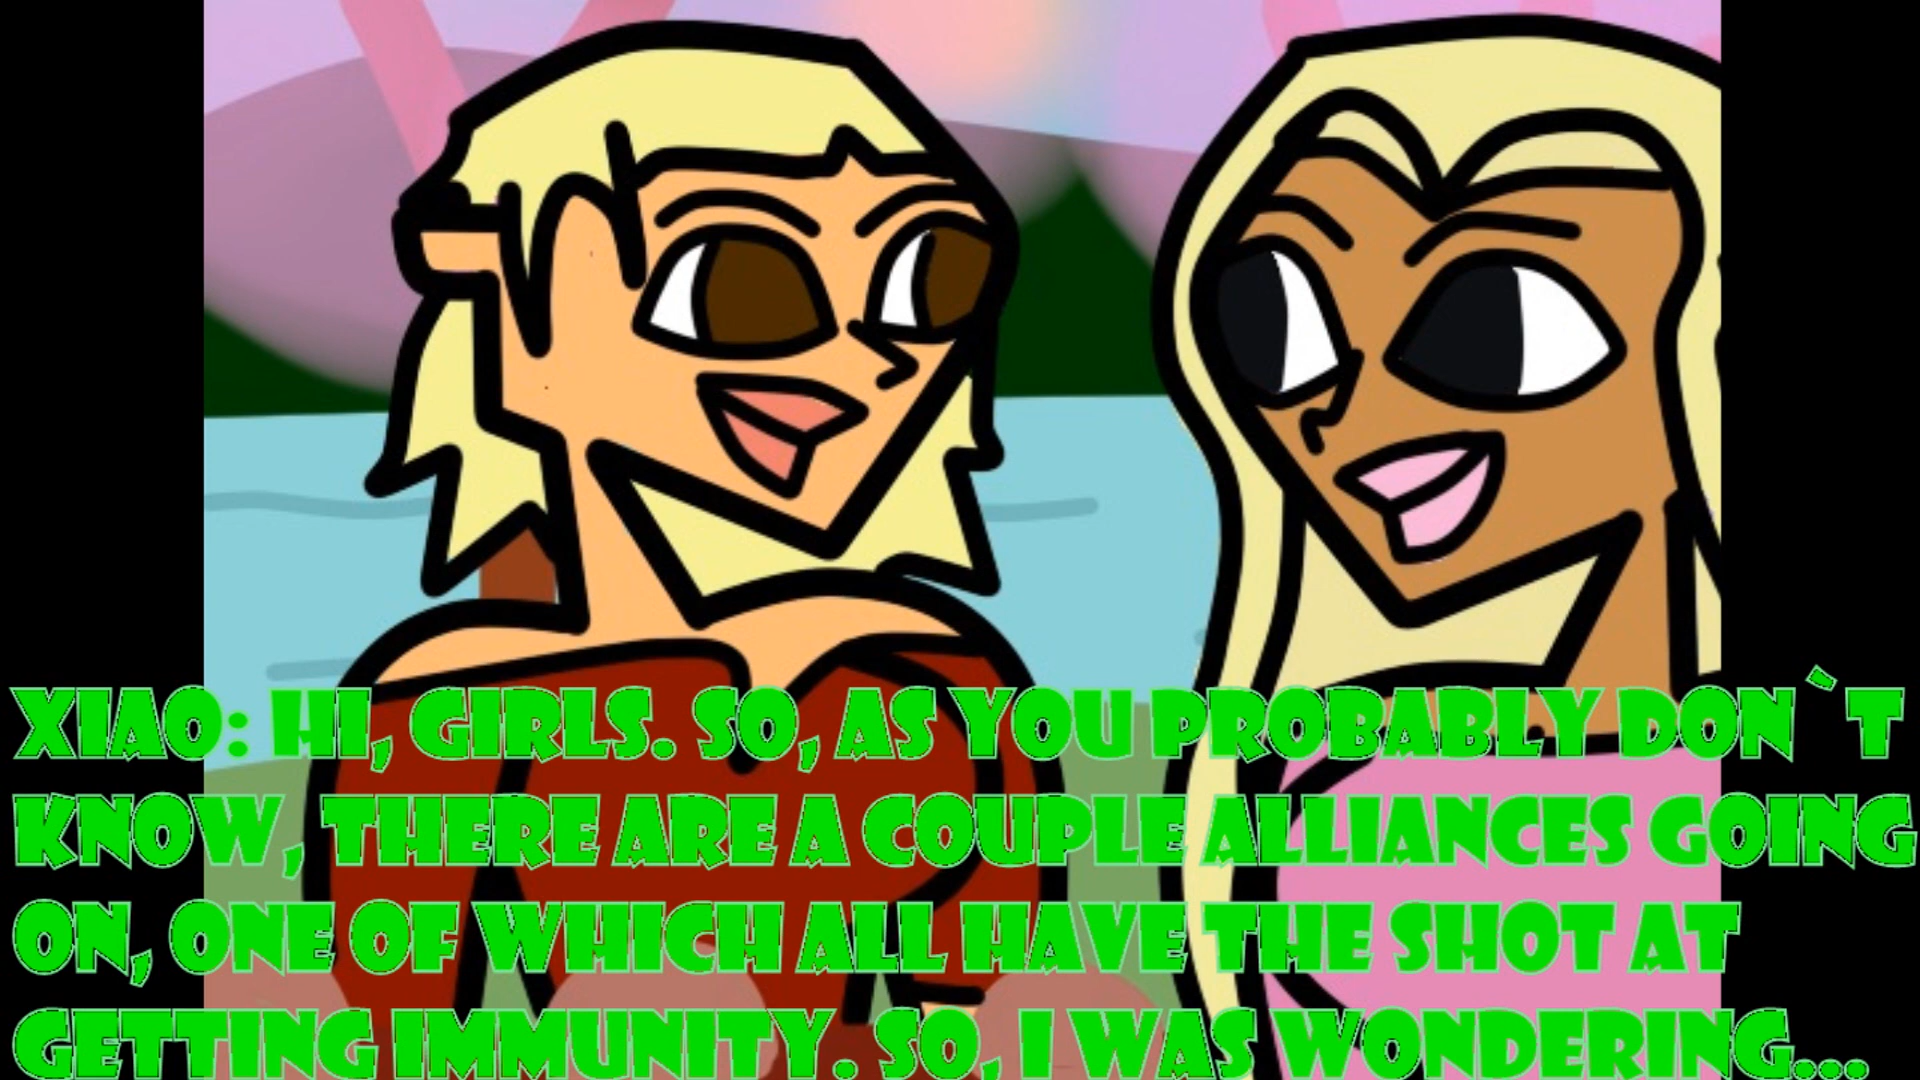 XIAO: HI, GIRLS. SO, AS YOU PROBABLY DON`T
KNOW, THERE ARE A COUPLE ALLIANCES GOING
ON, ONE OF WHICH ALL HAVE THE SHOT AT
GETTING IMMUNITY. SO, I WAS WONDERING...